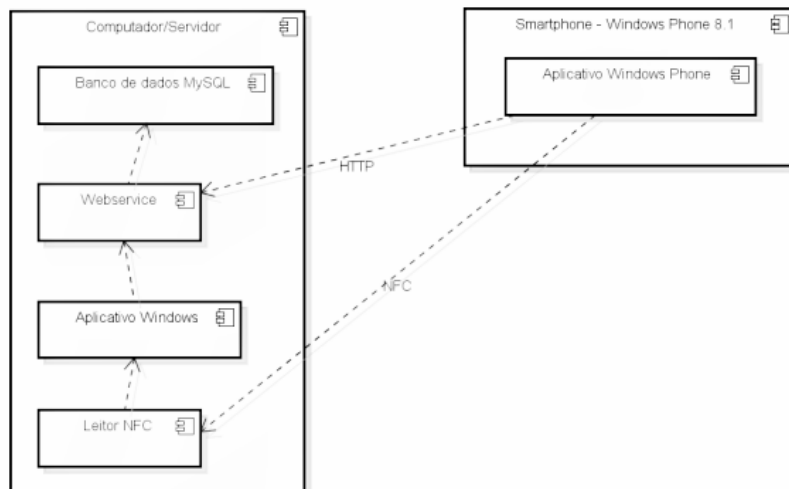 Computador/Servidor
Banco de dados MySQL
Webservice
Aplicativo Windows
Leitor NFC
Smartphone - Windows Phone 8.1
Aplicativo Windows Phone
HTTP
NFC